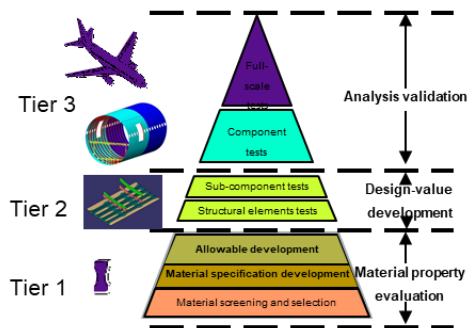 Full-
scale tests
Tier 3
Analysis validation
Component
tests
Sub-component tests
Design-value
development
Tier 2
Structural elements tests
Allowable development
Material specification development
Material property
evaluation
Tier 1
Material screening and selection